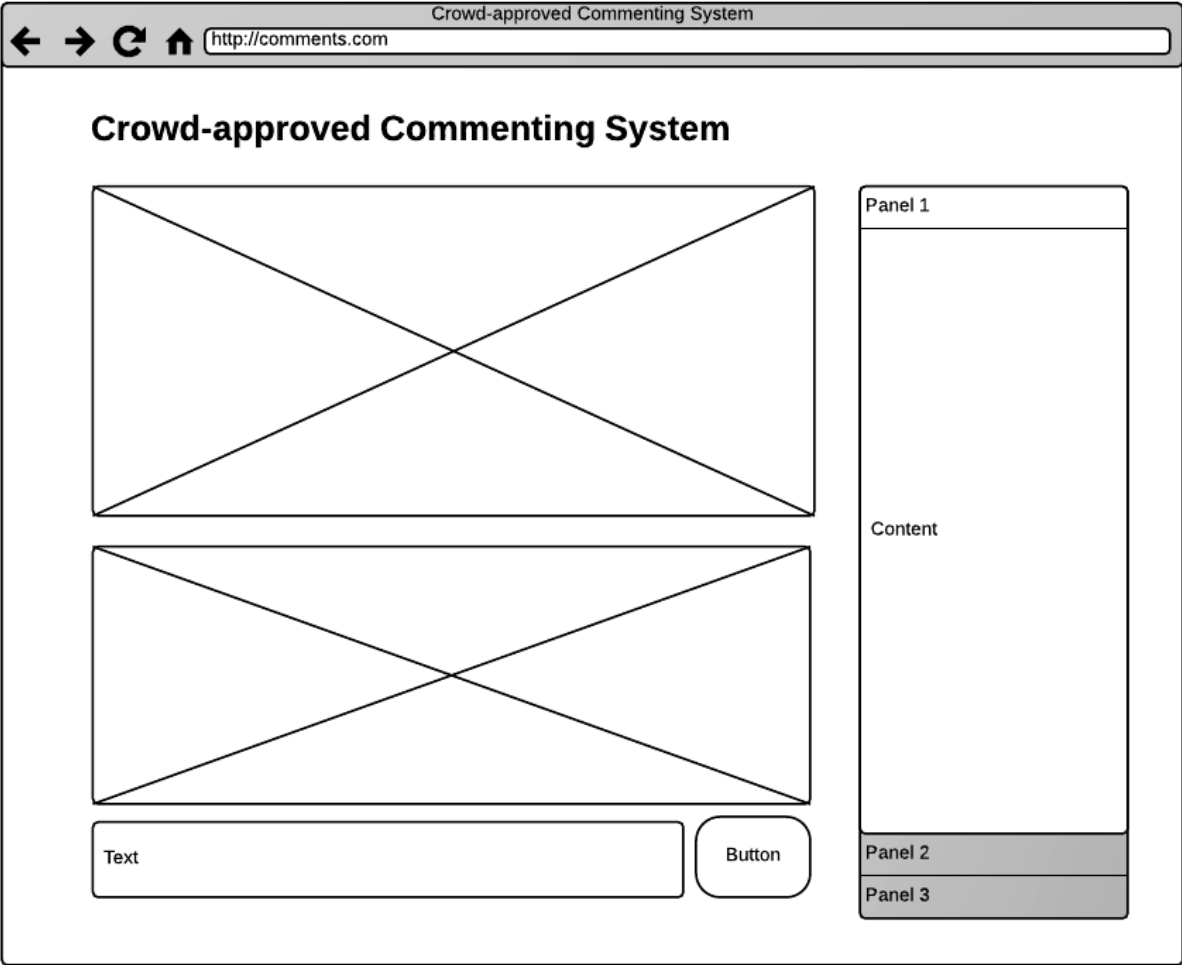 Crowd-approved Commenting System
http://comments.com
Crowd-approved Commenting System
Panel 1
Content
Panel 2
Panel 3
Text
Button